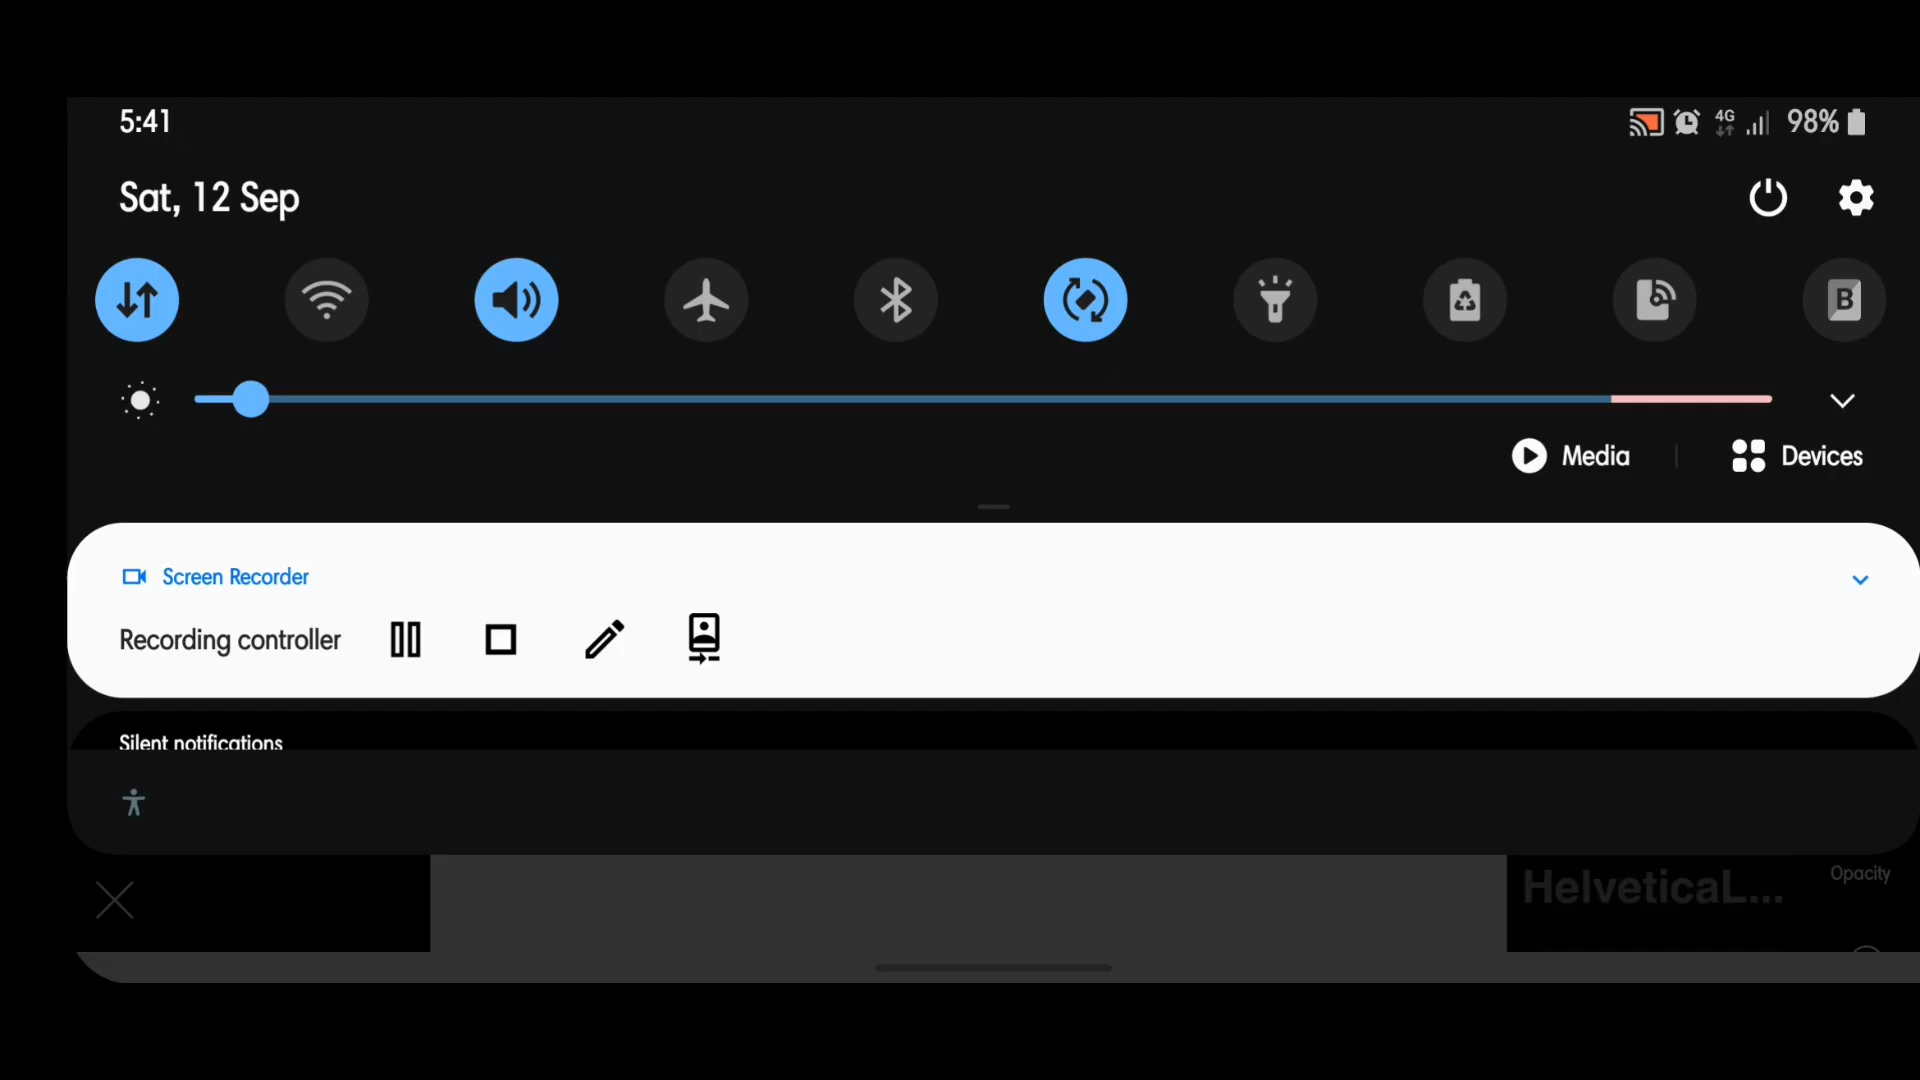 5:41
4G 98%
Sat, 12 Sep
B
Media
Devices
Screen Recorder
Recording controller
Silent notifications
HelveticaL...
Opacity